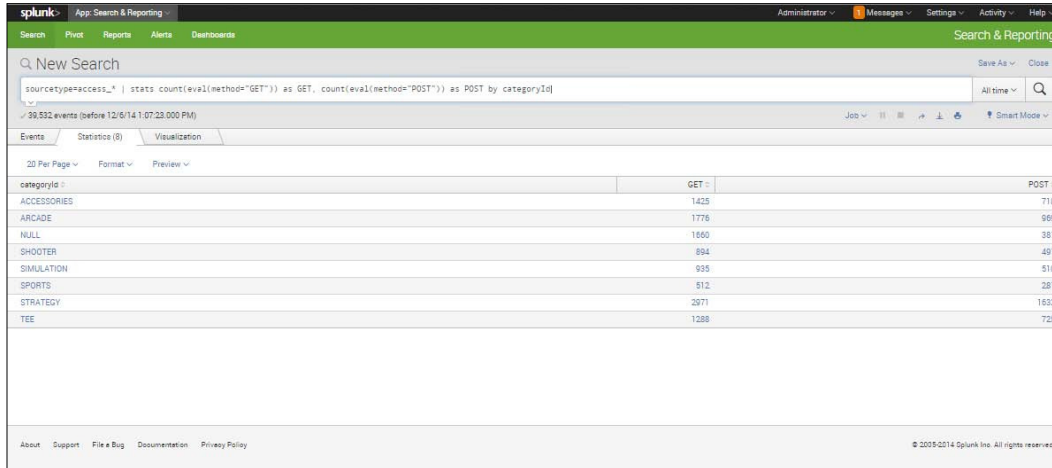 splunk> App: Search & Reporting Administrator 1 Messages Settings Activity Help
Search Pivot Reports Alerts Dashboards Search & Reporting
New Search Save As Close
sourcetype=access_* | stats count(eval(method="GET")) as GET, count(eval(method="POST")) as POST by categoryId All time
✓ 39,532 events (before 12/6/14 1:07:23.000 PM) Job Smart Mode
Events Statistics (8) Visualization
20 Per Page Format Preview
categoryId GET POST
ACCESSORIES 1425
ARCADE 1776
NULL 1660
SHOOTER 894
SIMULATION 935
SPORTS 512
STRATEGY 2971
TEE 1288
About Support File a Bug Documentation Privacy Policy © 2005-2014 Splunk Inc. All rights reserved